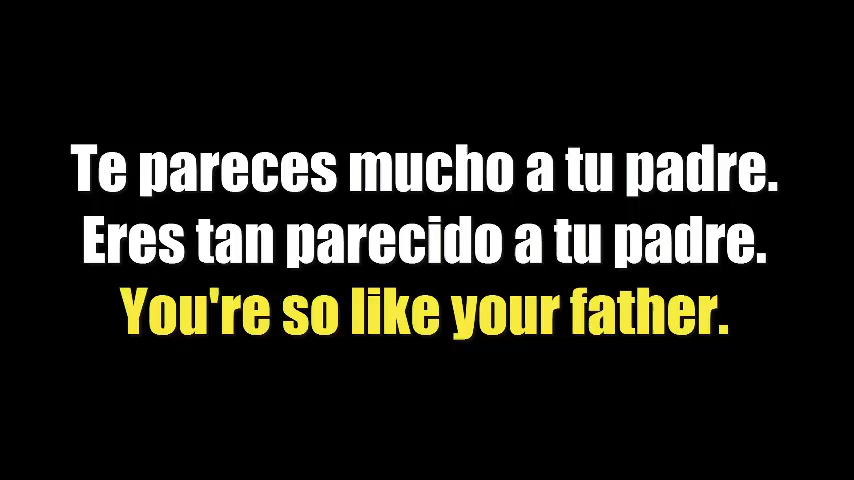 Te pareces mucho a tu padre.
Eres tan parecido a tu padre.
You're so like your father.